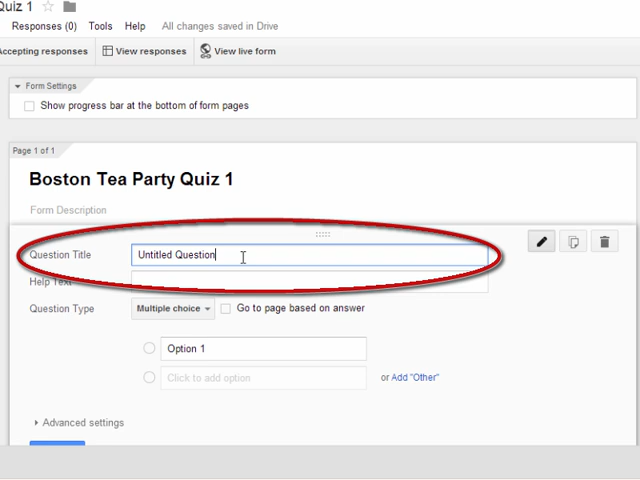 Quiz 1
Responses (0) Tools Help All changes saved in Drive
Accepting responses View responses View live form
Form Settings
Show progress bar at the bottom of form pages
Page 1 of 1
Boston Tea Party Quiz 1
Form Description
Question Title Untitled Question
Help Text
Question Type Multiple choice Go to page based on answer
Option 1
Click to add option or Add "Other"
Advanced settings